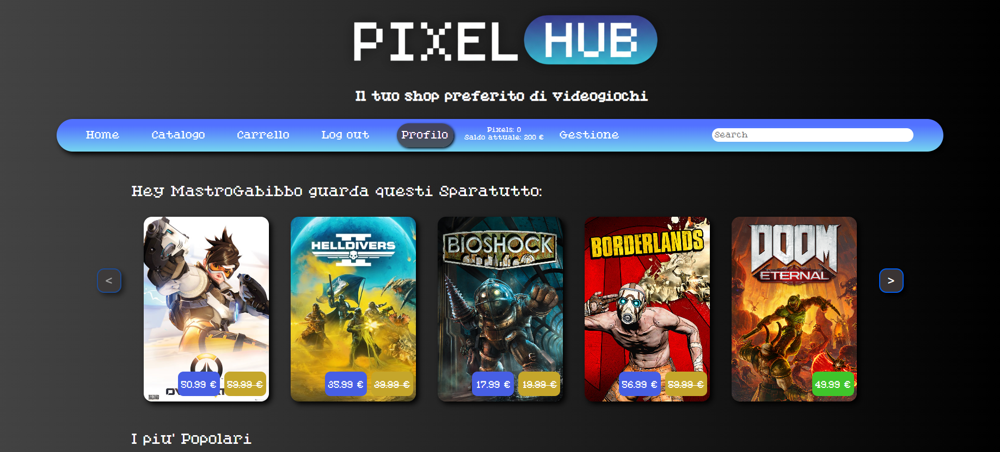 PIXEL HUB
Il tuo shop preferito di videogiochi
Home Catalogo Carrello Log out Profilo
Pixels: 0
Saldo attuale: 200 €
Gestione
Search
Hey MastroGabibbo guarda questi Sparatutto:
<
HELLDIVERS II
BIOSHOCK
BORDERLANDS
DOOM
ETERNAL
>
50.99 € 59.99 €
35.99 € 39.99 €
17.99 € 19.99 €
56.99 € 59.99 €
49.99 €
I piu' Popolari